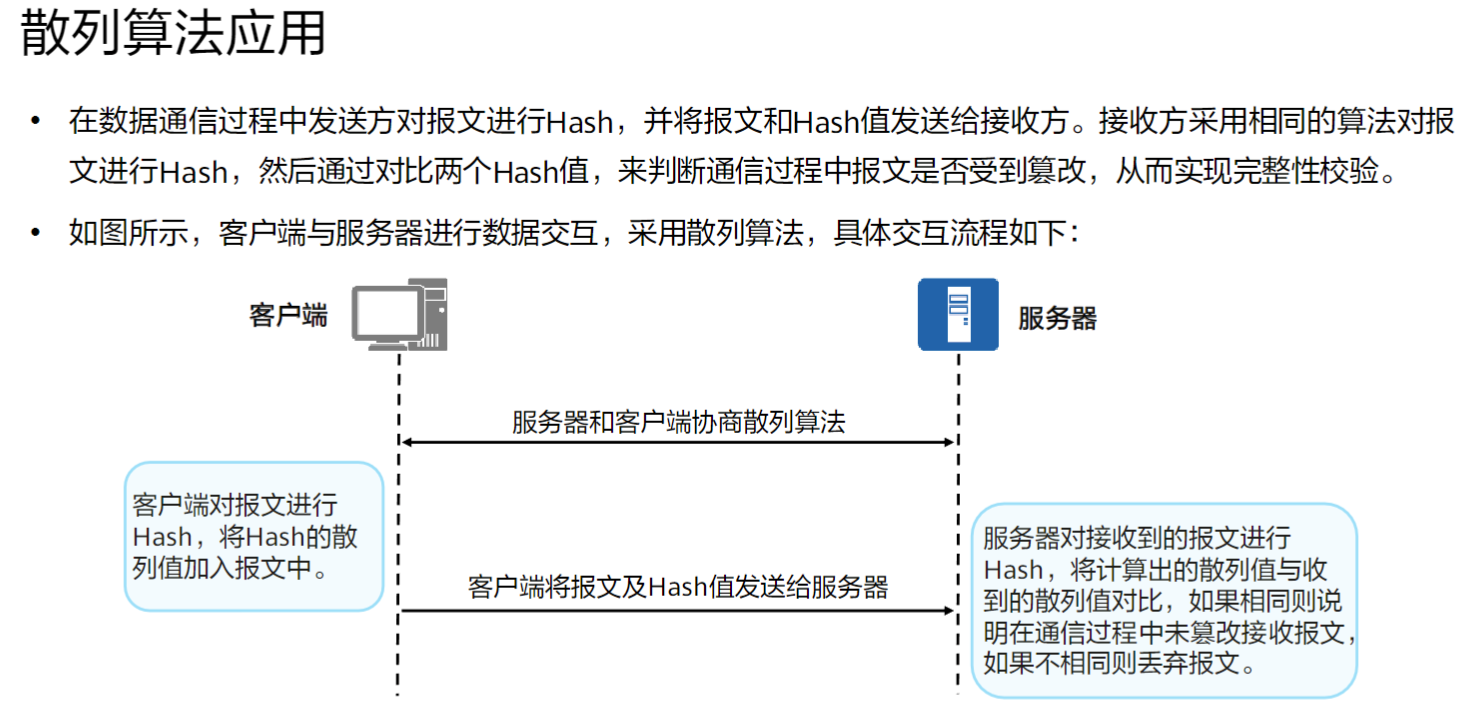 散列算法应用
• 在数据通信过程中发送方对报文进行Hash，并将报文和Hash值发送给接收方。接收方采用相同的算法对报
文进行Hash，然后通过对比两个Hash值，来判断通信过程中报文是否受到篡改，从而实现完整性校验。
• 如图所示，客户端与服务器进行数据交互，采用散列算法，具体交互流程如下：
客户端
服务器
服务器和客户端协商散列算法
客户端对报文进行
Hash，将Hash的散
列值加入报文中。
客户端将报文及Hash值发送给服务器
服务器对接收到的报文进行
Hash，将计算出的散列值与收
到的散列值对比，如果相同则说
明在通信过程中未篡改接收报文，
如果不相同则丢弃报文。